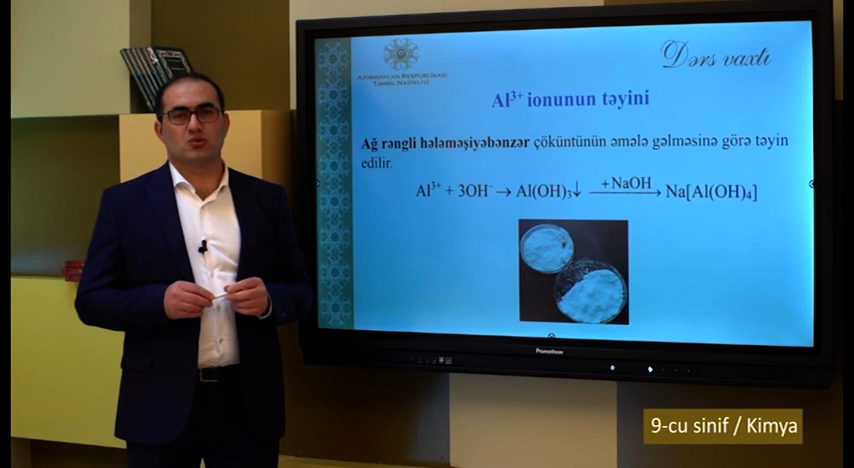 Dərs vaxtı
AZƏRBAYCAN RESPUBLİKASI
TƏHSİL NAZİRLİYİ
Al³⁺ ionunun təyini
Ağ rəngli həlməşiyəbənzər çöküntünün əmələ gəlməsinə görə təyin
edilir.
Al³⁺ + 3OH⁻ → Al(OH)₃↓ +NaOH → Na[Al(OH)₄]
Promethean
9-cu sinif / Kimya